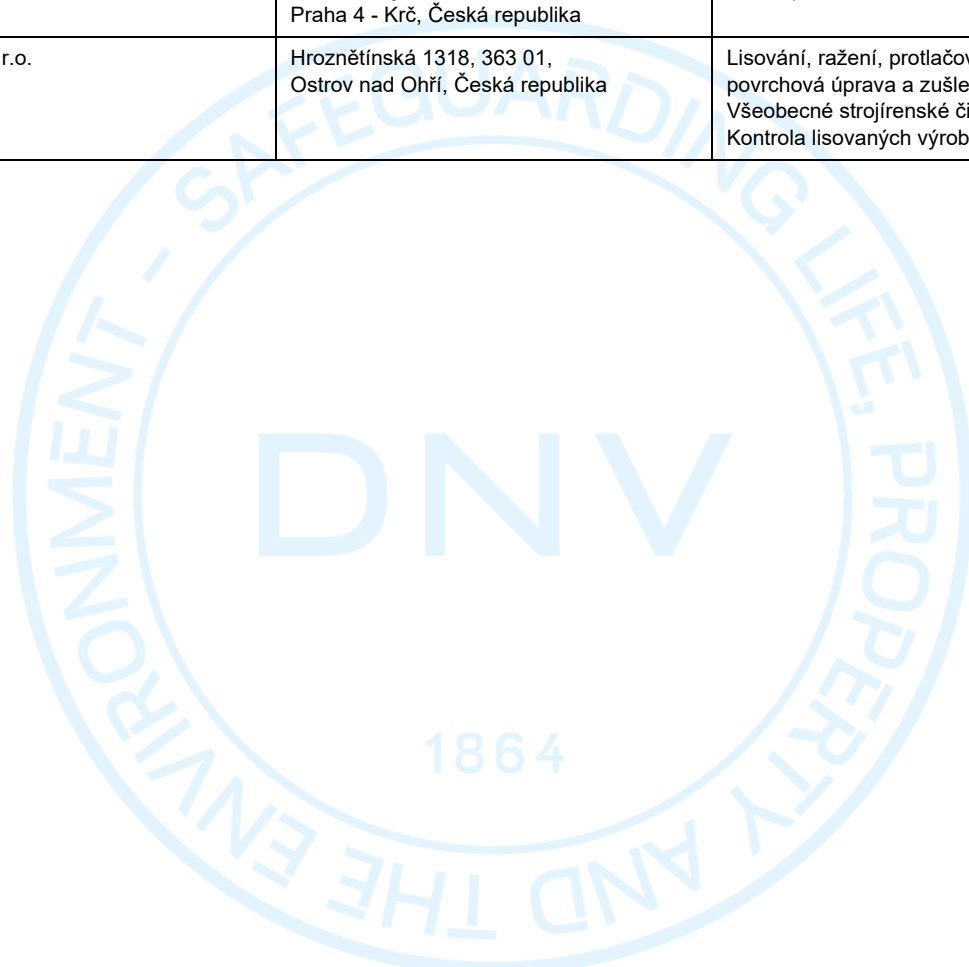 Praha 4 - Krč, Česká republika
r.o.
Hroznětínská 1318, 363 01,
Ostrov nad Ohří, Česká republika
Lisování, ražení, protlačov
povrchová úprava a zušle
Všeobecné strojírenské či
Kontrola lisovaných výrob
SAFEGUARDING LIFE, PROPERTY AND THE ENVIRONMENT -
DNV
1864